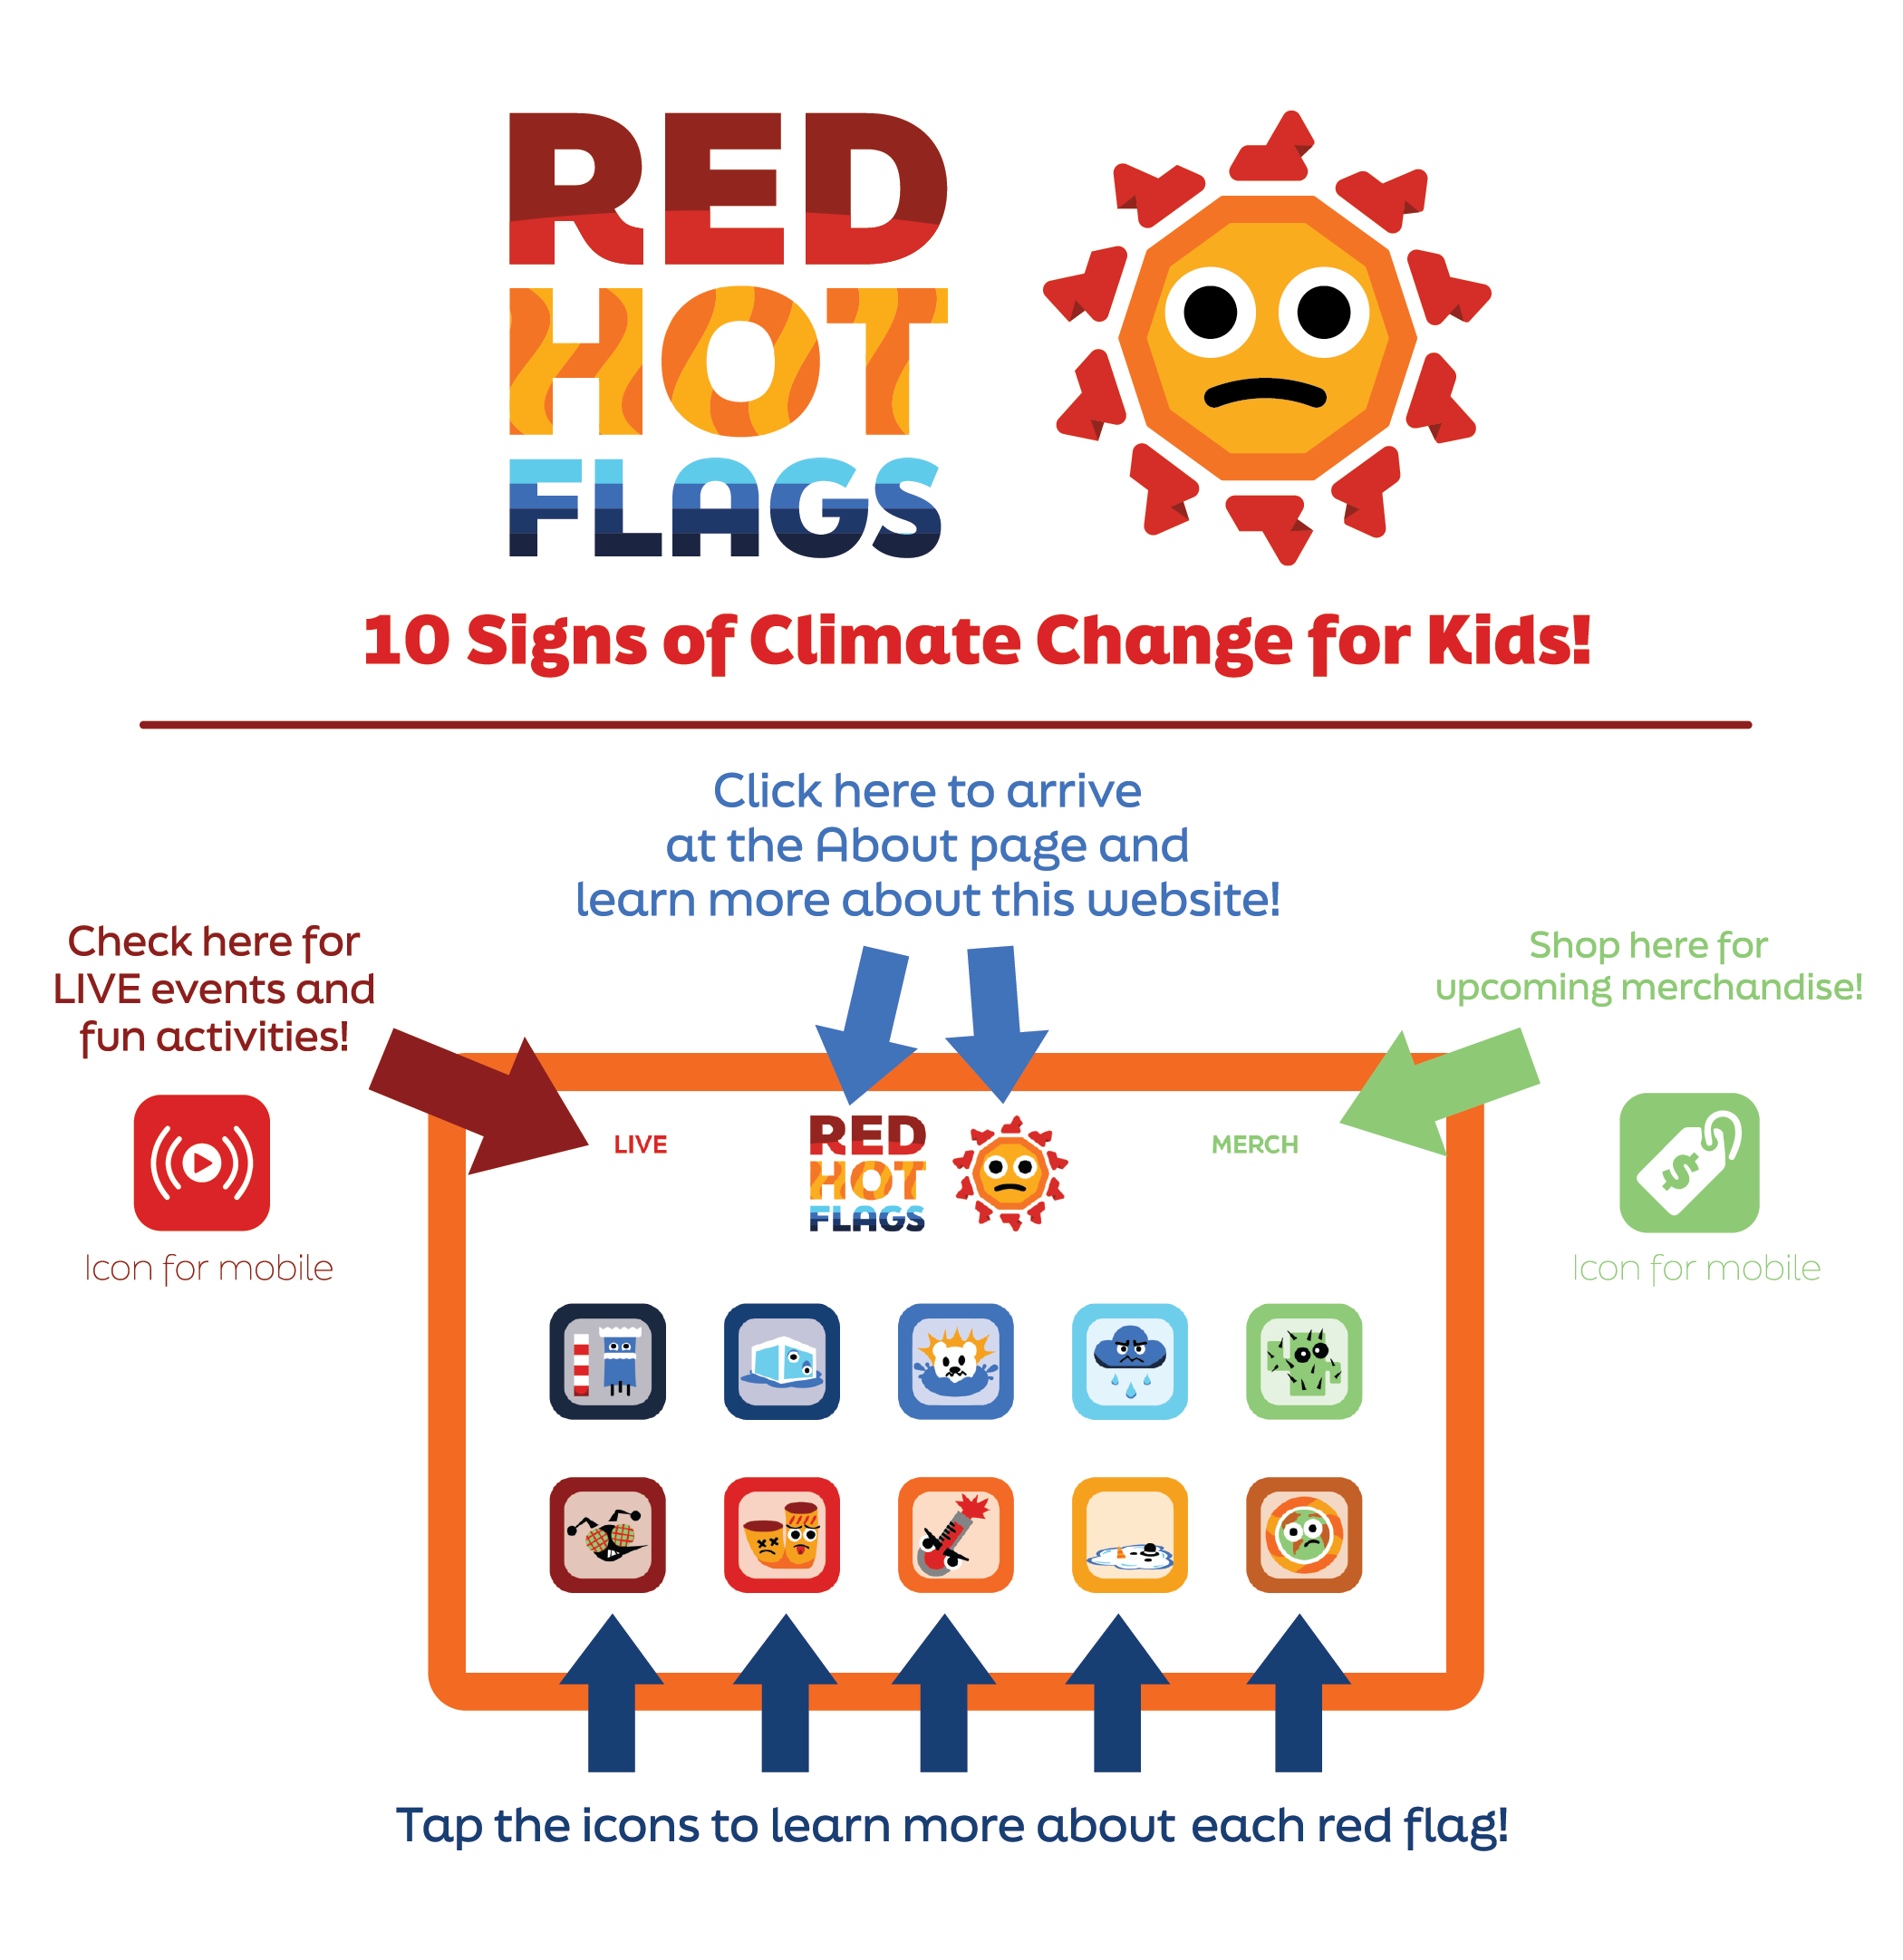 RED
HOT
FLAGS
10 Signs of Climate Change for Kids!
Click here to arrive
at the About page and
learn more about this website!
Check here for
LIVE events and
fun activities!
Icon for mobile
Shop here for
upcoming merchandise!
$
Icon for mobile
LIVE
RED
HOT
FLAGS
MERCH
Tap the icons to learn more about each red flag!